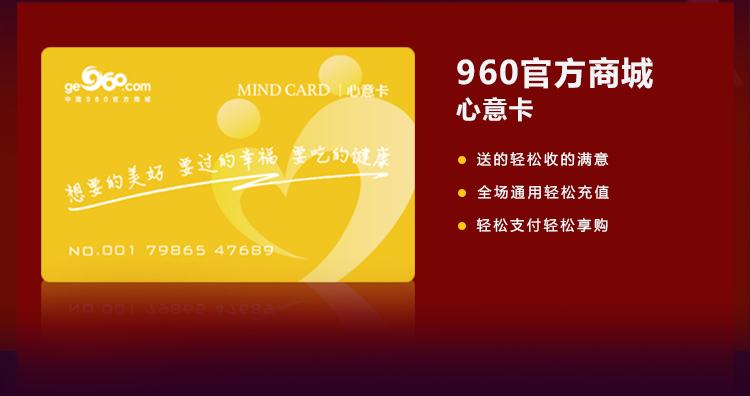 ge960.com
中国960官方商城
MIND CARD | 心意卡
想要的美好 要过的幸福 要吃的健康
NO.001 79865 47689
960官方商城
心意卡
送的轻松收的满意
全场通用轻松充值
轻松支付轻松享购